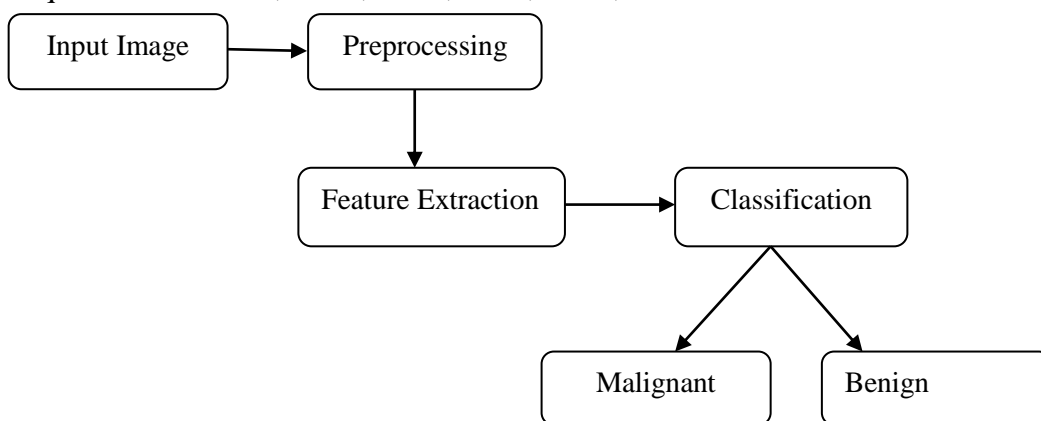 Input Image
Preprocessing
Feature Extraction
Classification
Malignant
Benign